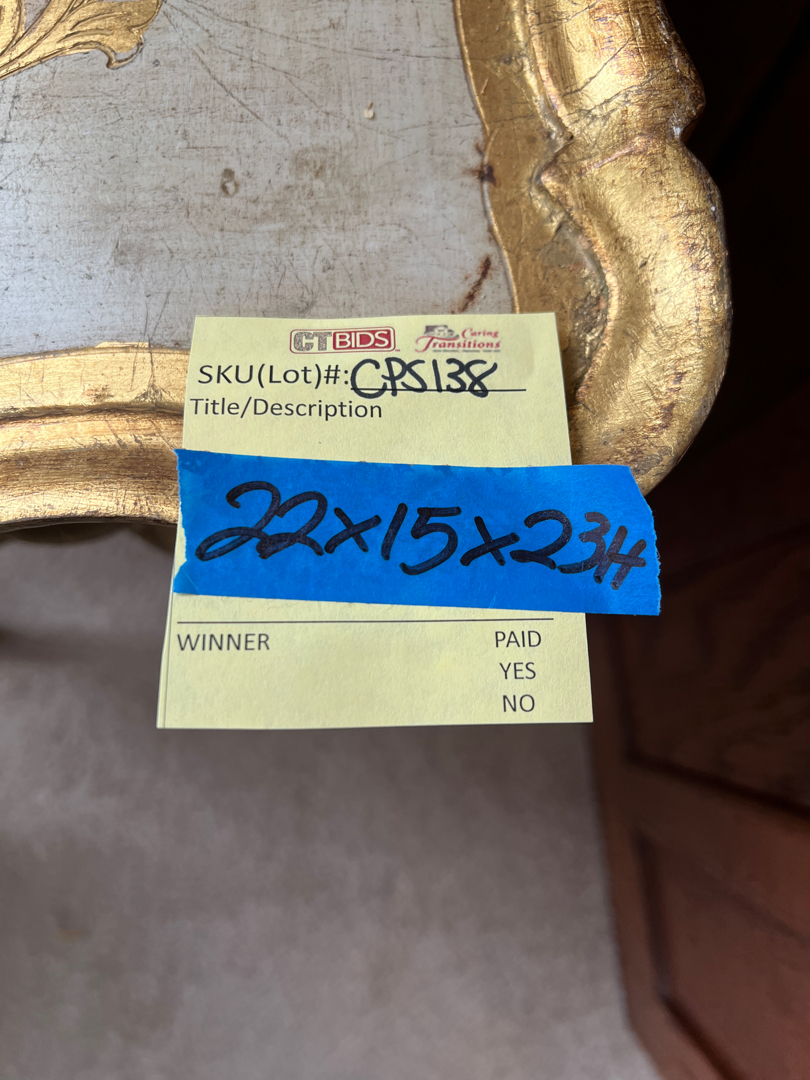 CTBIDS
Caring
Transitions
SKU(Lot)#: CPS138
Title/Description
22x15x23H
WINNER PAID
YES
NO